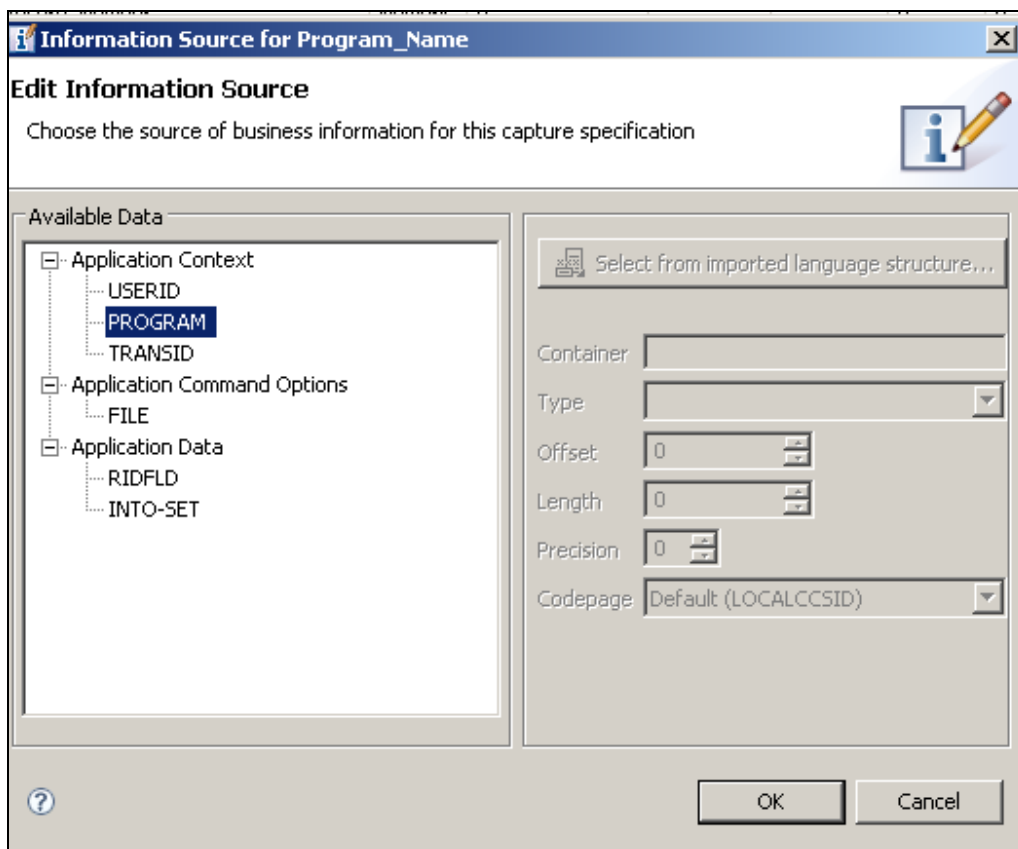 Information Source for Program_Name
Edit Information Source
Choose the source of business information for this capture specification
Available Data
Application Context
USERID
PROGRAM
TRANSID
Application Command Options
FILE
Application Data
RIDFLD
INTO-SET
Select from imported language structure...
Container
Type
Offset 0
Length 0
Precision 0
Codepage Default (LOCALCCSID)
OK Cancel